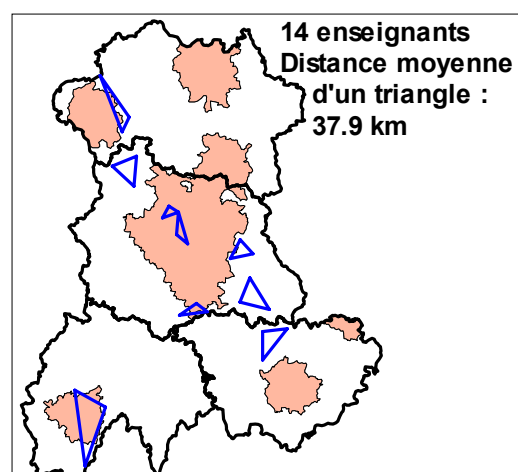 14 enseignants
Distance moyenne
d'un triangle :
37.9 km